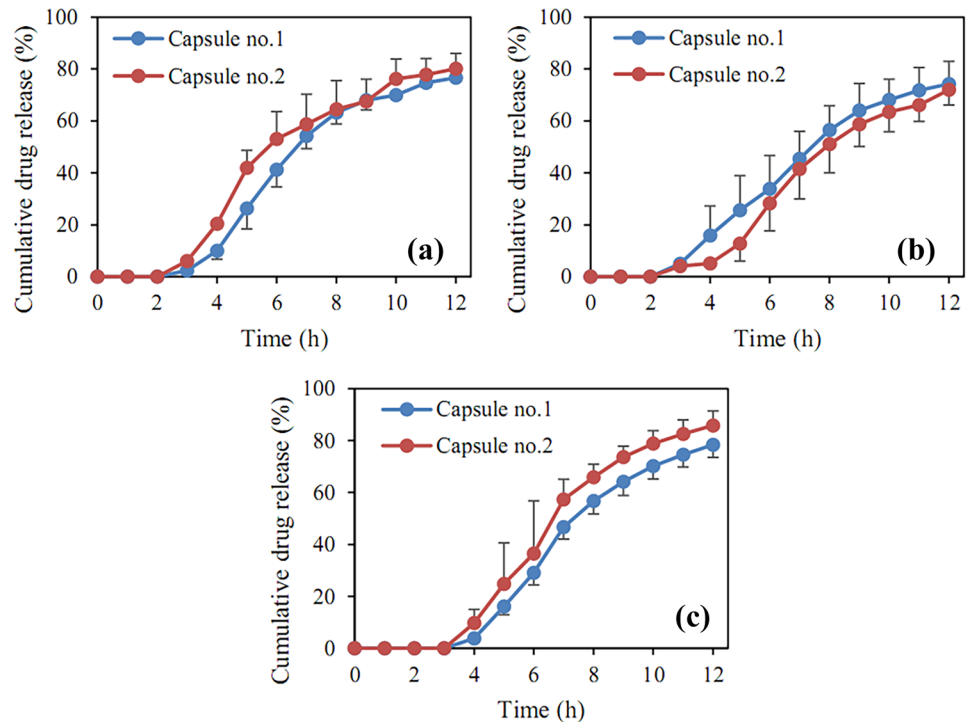 Cumulative drug release (%)
100
80
60
40
20
0
Capsule no.1
Capsule no.2
(a)
0 2 4 6 8 10 12
Time (h)
Cumulative drug release (%)
100
80
60
40
20
0
Capsule no.1
Capsule no.2
(b)
0 2 4 6 8 10 12
Time (h)
Cumulative drug release (%)
100
80
60
40
20
0
Capsule no.1
Capsule no.2
(c)
0 2 4 6 8 10 12
Time (h)